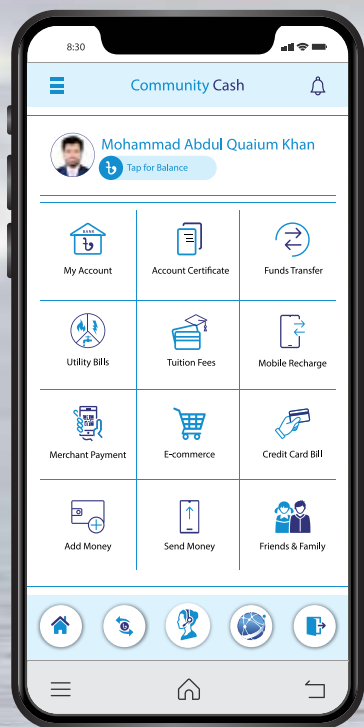 8:30
Community Cash
Mohammad Abdul Quaium Khan
৳ Tap for Balance
BANK
৳
My Account
Account Certificate
Funds Transfer
Utility Bills
Tuition Fees
Mobile Recharge
Merchant Payment
E-commerce
Credit Card Bill
Add Money
Send Money
Friends & Family